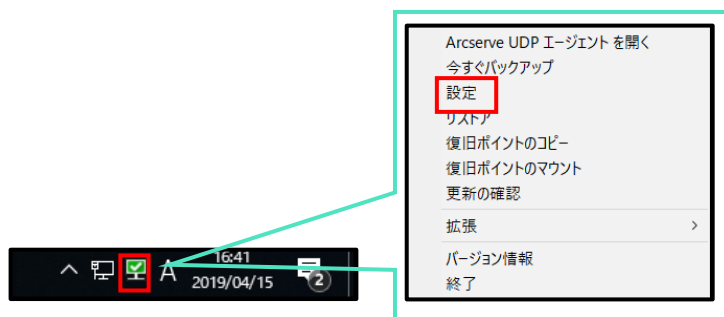 Arcserve UDP エージェント を開く
今すぐバックアップ
設定
リストア
復旧ポイントのコピー
復旧ポイントのマウント
更新の確認
拡張
バージョン情報
終了
A
16:41
2019/04/15
2